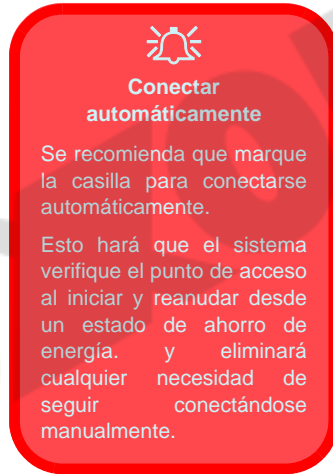 Conectar
automáticamente
Se recomienda que marque
la casilla para conectarse
automáticamente.
Esto hará que el sistema
verifique el punto de acceso
al iniciar y reanudar desde
un estado de ahorro de
energía. y eliminará
cualquier necesidad de
seguir conectándose
manualmente.